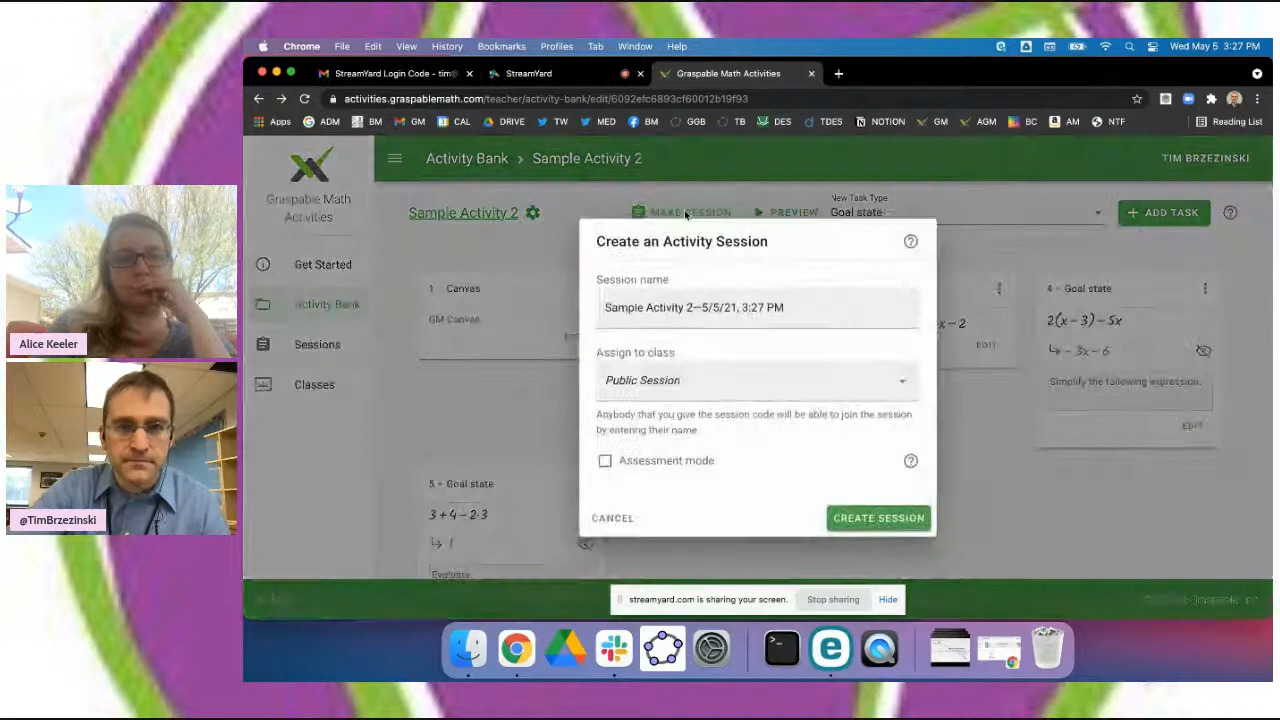 Chrome File Edit View History Bookmarks Profiles Tab Window Help Wed May 5 3:27 PM
StreamYard Login Code - tim@ × StreamYard × Graspable Math Activities × +
activities.graspablemath.com/teacher/activity-bank/edit/6092efc6893cf60012b19f93
Apps ADM BM GM CAL DRIVE TW MED BM GGB TB DES TDES NOTION GM AGM BC AM NTF Reading List
Graspable Math
Activities
Activity Bank > Sample Activity 2 TIM BRZEZINSKI
Get Started
Activity Bank
Sessions
Classes
Sample Activity 2 MAKE SESSION PREVIEW
New Task Type
Goal state
+ ADD TASK
1 Canvas
GM Canvas
x-2
EDIT
4 - Goal state
2(x-3)-5x
↳ -3x-6
Simplify the following expression.
EDIT
5 - Goal state
3+4-2·3
↳ 1
Evaluate.
Create an Activity Session
Session name
Sample Activity 2—5/5/21, 3:27 PM
Assign to class
Public Session
Anybody that you give the session code will be able to join the session
by entering their name
Assessment mode
CANCEL CREATE SESSION
streamyard.com is sharing your screen. Stop sharing Hide
Alice Keeler
@TimBrzezinski